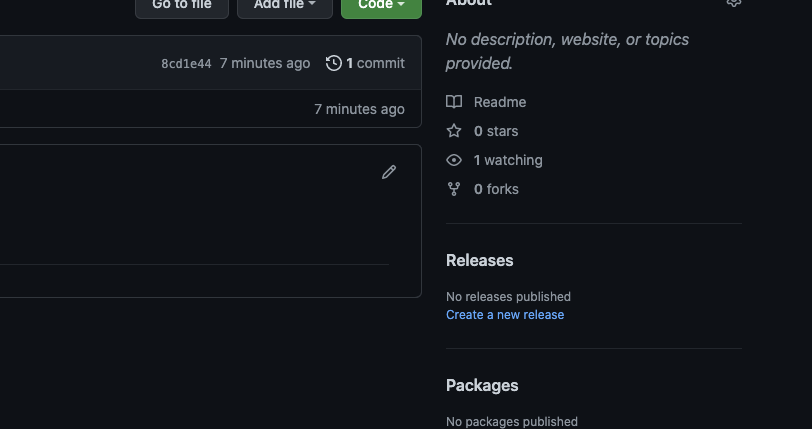 Go to file Add file Code
8cd1e44 7 minutes ago 1 commit
7 minutes ago
About
No description, website, or topics
provided.
Readme
0 stars
1 watching
0 forks
Releases
No releases published
Create a new release
Packages
No packages published